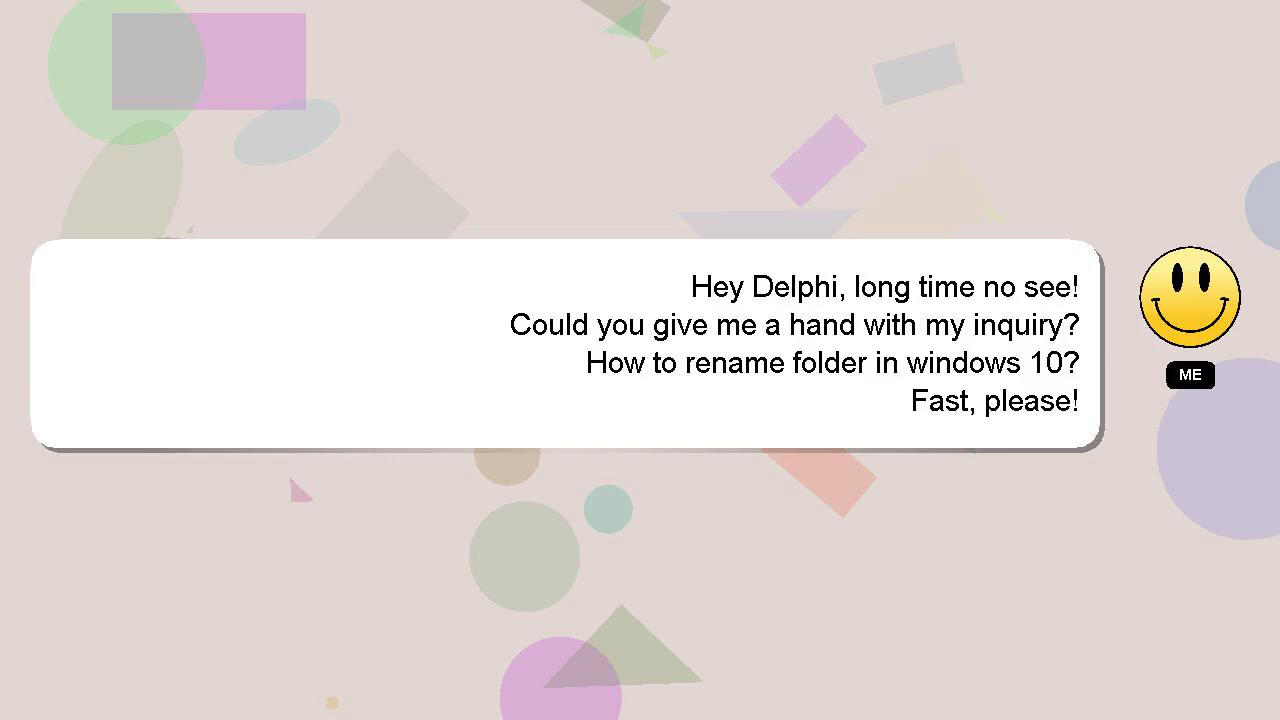 Hey Delphi, long time no see!
Could you give me a hand with my inquiry?
How to rename folder in windows 10?
Fast, please!
ME